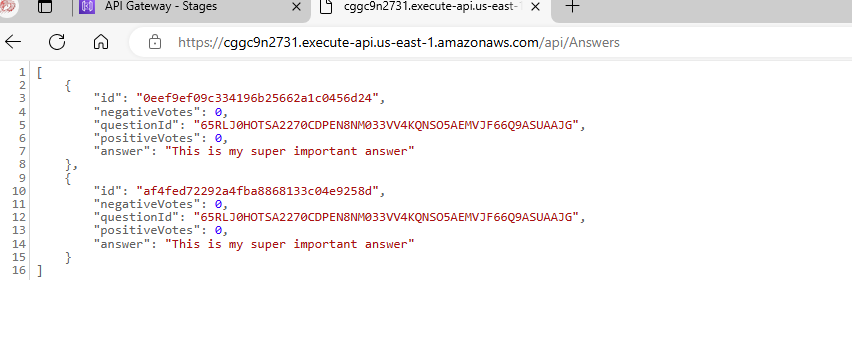 API Gateway - Stages
cggc9n2731.execute-api.us-east-1
https://cggc9n2731.execute-api.us-east-1.amazonaws.com/api/Answers
1 [
2 {
3 "id": "0eef9ef09c334196b25662a1c0456d24",
4 "negativeVotes": 0,
5 "questionId": "65RLJ0HOTSA2270CDPEN8NM033VV4KQNSO5AEMVJF66Q9ASUAAJG",
6 "positiveVotes": 0,
7 "answer": "This is my super important answer"
8 },
9 {
10 "id": "af4fed72292a4fba8868133c04e9258d",
11 "negativeVotes": 0,
12 "questionId": "65RLJ0HOTSA2270CDPEN8NM033VV4KQNSO5AEMVJF66Q9ASUAAJG",
13 "positiveVotes": 0,
14 "answer": "This is my super important answer"
15 }
16 ]